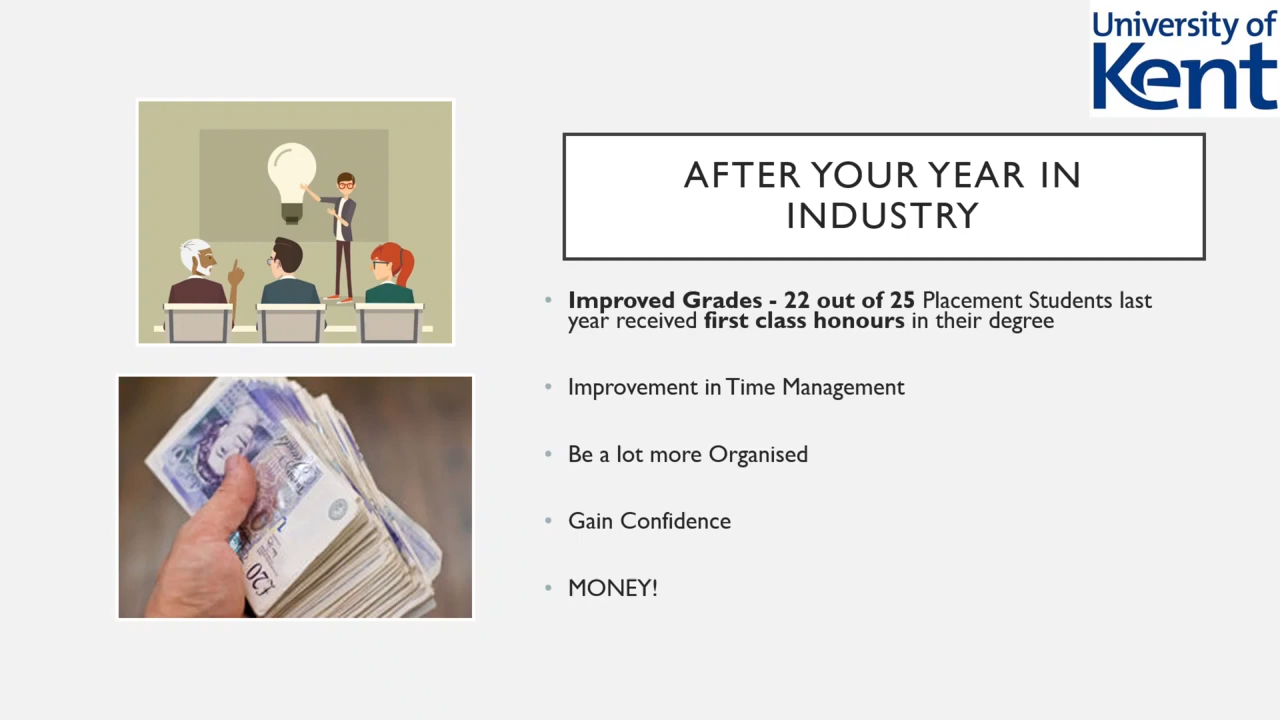 University of
Kent
AFTER YOUR YEAR IN
INDUSTRY
• Improved Grades - 22 out of 25 Placement Students last
year received first class honours in their degree
• Improvement in Time Management
• Be a lot more Organised
• Gain Confidence
• MONEY!
£20